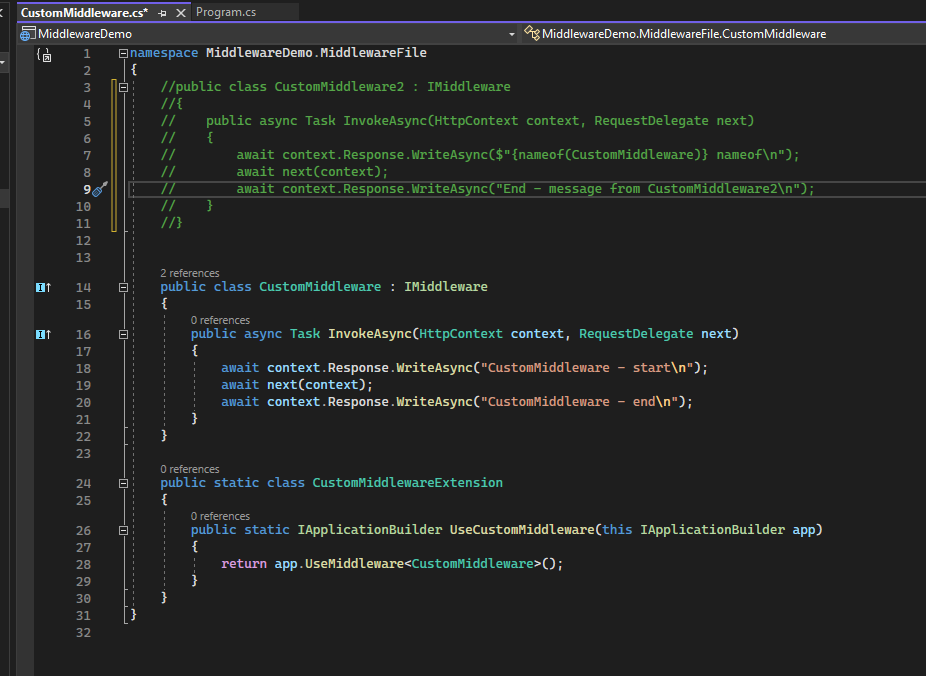 CustomMiddleware.cs* Program.cs
MiddlewareDemo MiddlewareDemo.MiddlewareFile.CustomMiddleware
1 namespace MiddlewareDemo.MiddlewareFile
2 {
3 //public class CustomMiddleware2 : IMiddleware
4 //{
5 //    public async Task InvokeAsync(HttpContext context, RequestDelegate next)
6 //    {
7 //        await context.Response.WriteAsync($"{nameof(CustomMiddleware)} nameof\n");
8 //        await next(context);
9 //        await context.Response.WriteAsync("End - message from CustomMiddleware2\n");
10 //    }
11 //}
12
13
2 references
14 public class CustomMiddleware : IMiddleware
15 {
0 references
16 public async Task InvokeAsync(HttpContext context, RequestDelegate next)
17 {
18 await context.Response.WriteAsync("CustomMiddleware - start\n");
19 await next(context);
20 await context.Response.WriteAsync("CustomMiddleware - end\n");
21 }
22 }
23
0 references
24 public static class CustomMiddlewareExtension
25 {
0 references
26 public static IApplicationBuilder UseCustomMiddleware(this IApplicationBuilder app)
27 {
28 return app.UseMiddleware<CustomMiddleware>();
29 }
30 }
31 }
32